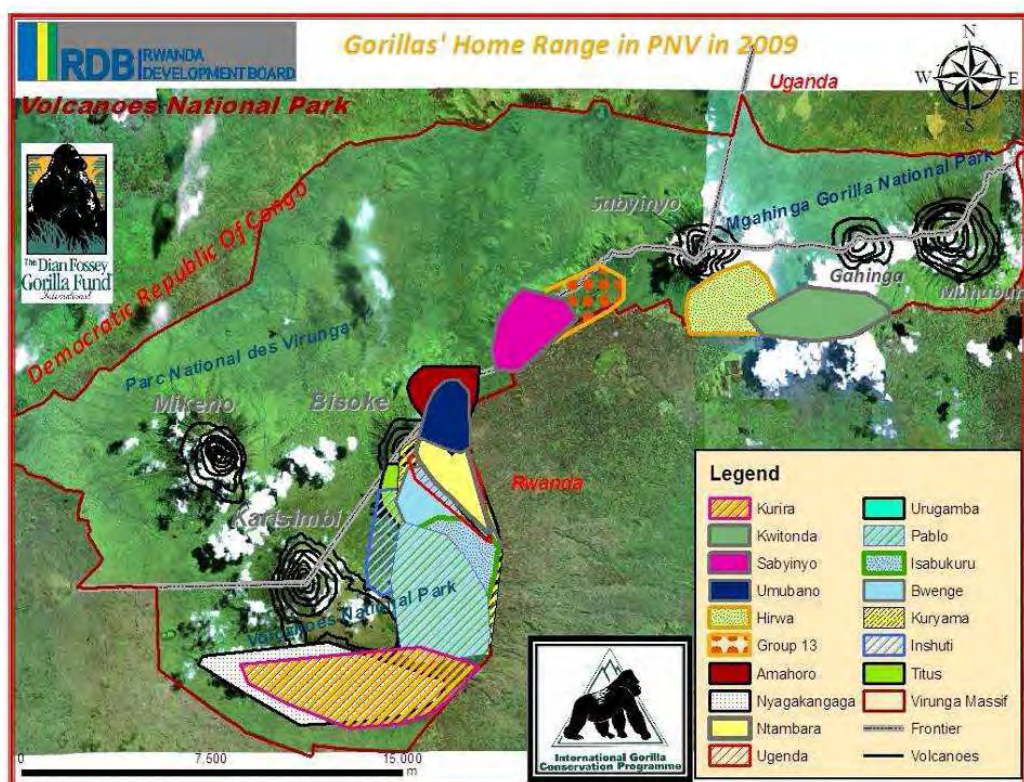 RDB
RWANDA
DEVELOPMENT BOARD
Gorillas' Home Range in PNV in 2009
N
W
E
S
Uganda
Volcanoes National Park
The Dian Fossey
Gorilla Fund
International
Democratic Republic Of Congo
Sabyinyo
Mgahinga Gorilla National Park
Gahinga
Parc National des Virunga
Mikeno
Bisoke
Rwanda
Karisimbi
Volcanoes National Park
Legend
Kurira
Kwitonda
Sabyinyo
Umubano
Hirwa
Group 13
Amahoro
Nyagakangaga
Ntambara
Ugenda
Urugamba
Pablo
Isabukuru
Bwenge
Kuryama
Inshuti
Titus
Virunga Massif
Frontier
Volcanoes
International Gorilla
Conservation Programme
0
7.500
15.000
m